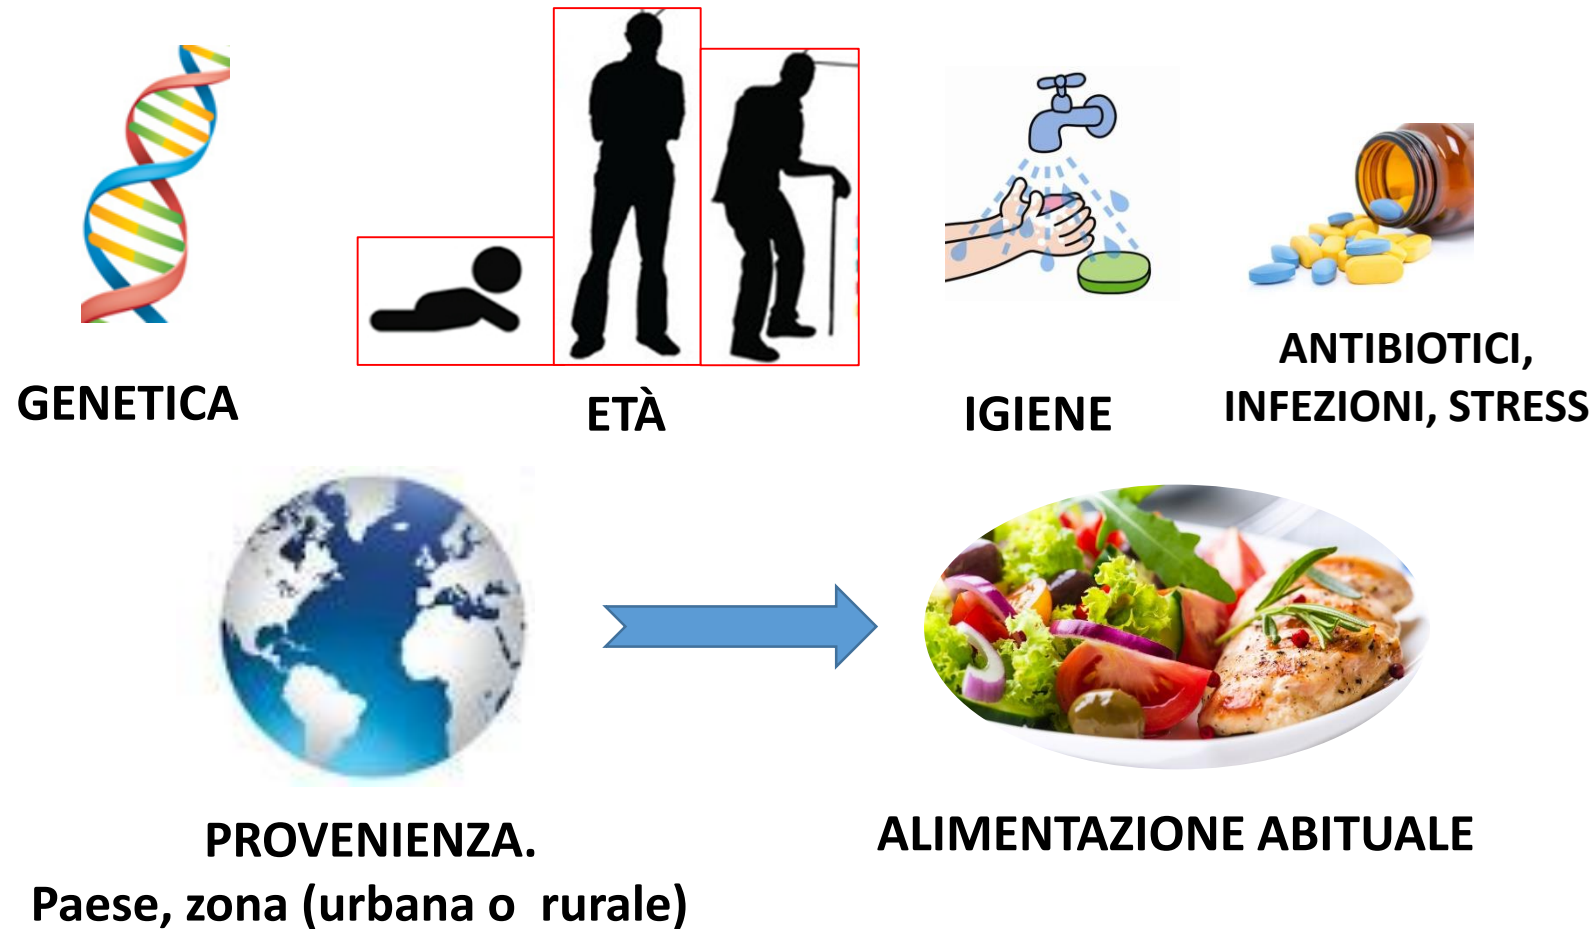 GENETICA
ETÀ
IGIENE
ANTIBIOTICI,
INFEZIONI, STRESS
PROVENIENZA.
Paese, zona (urbana o rurale)
ALIMENTAZIONE ABITUALE